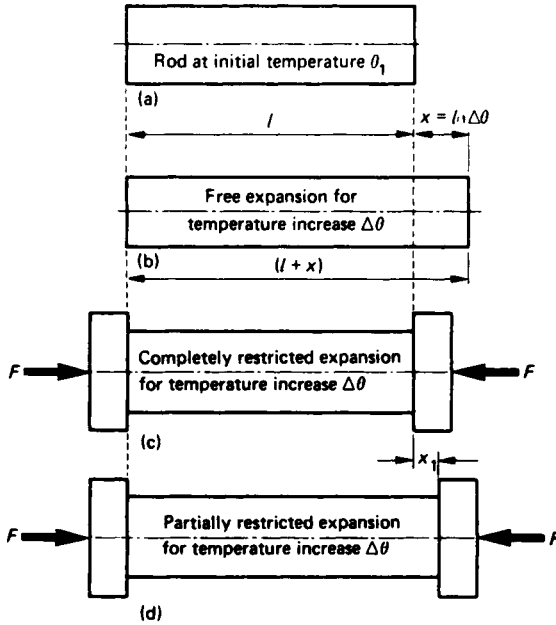 Rod at initial temperature θ₁
(a)
l
x = lαΔθ
Free expansion for
temperature increase Δθ
(b)
(l + x)
F
Completely restricted expansion
for temperature increase Δθ
F
(c)
x₁
F
Partially restricted expansion
for temperature increase Δθ
F
(d)